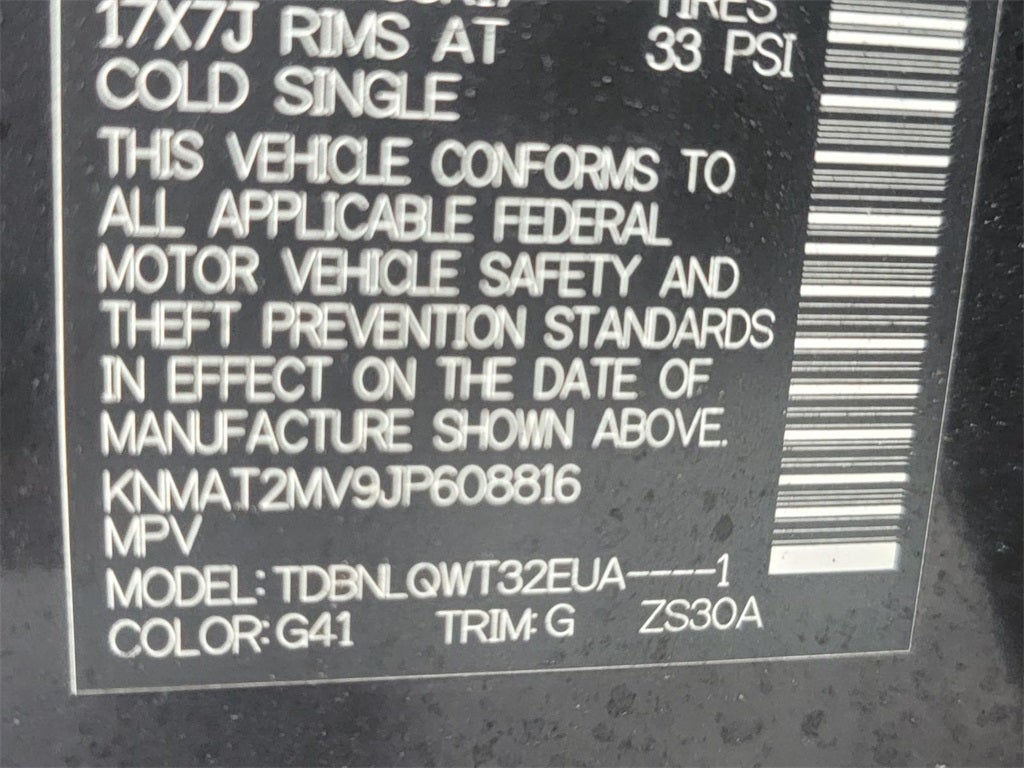 TIRES
17X7J RIMS AT 33 PSI
COLD SINGLE
THIS VEHICLE CONFORMS TO
ALL APPLICABLE FEDERAL
MOTOR VEHICLE SAFETY AND
THEFT PREVENTION STANDARDS
IN EFFECT ON THE DATE OF
MANUFACTURE SHOWN ABOVE.
KNMAT2MV9JP608816
MPV
MODEL: TDBNLQWT32EUA----1
COLOR: G41 TRIM: G ZS30A